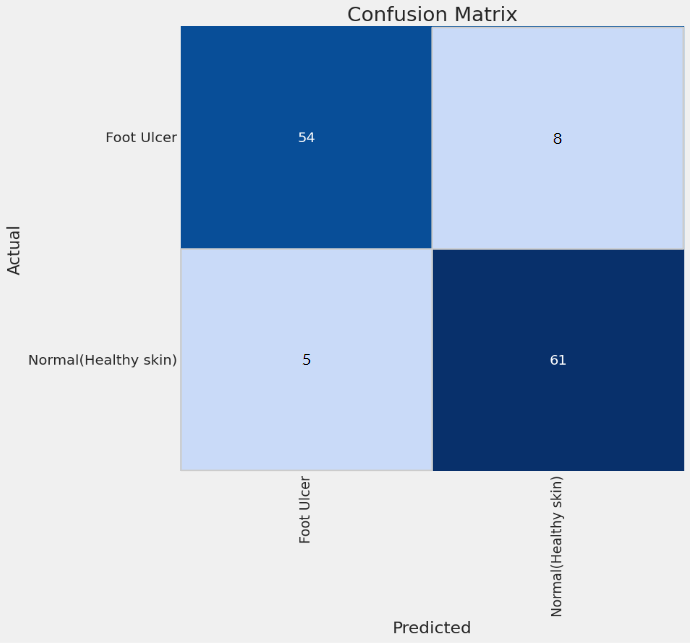 Confusion Matrix
Foot Ulcer
54
8
Actual
Normal(Healthy skin)
5
61
Foot Ulcer
Normal(Healthy skin)
Predicted